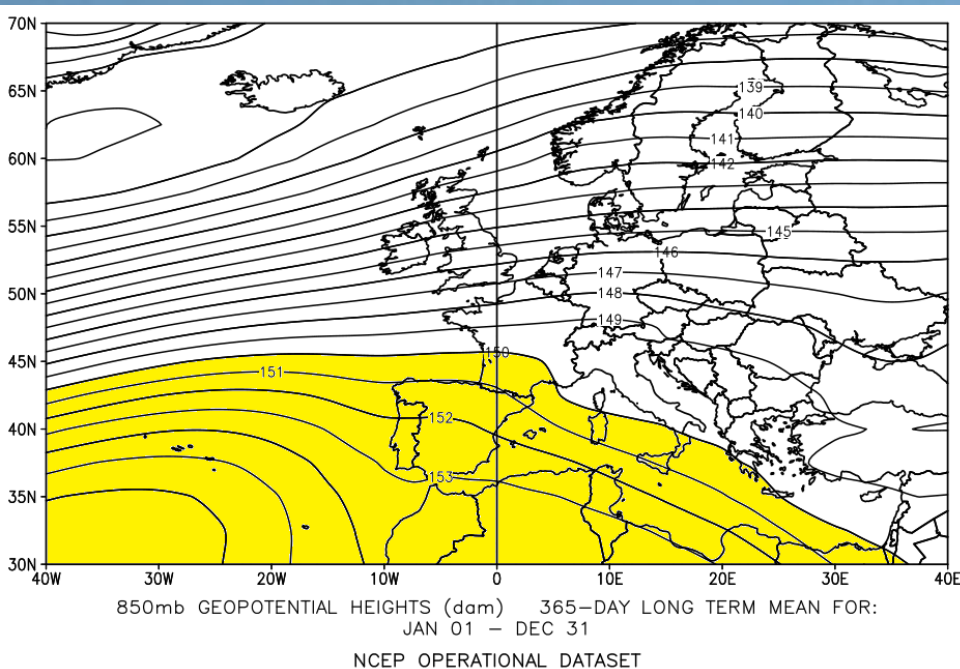 70N
65N
60N
55N
50N
45N
40N
35N
30N
139
140
141
142
145
146
147
148
149
150
151
152
153
40W 30W 20W 10W 0 10E 20E 30E 40E
850mb GEOPOTENTIAL HEIGHTS (dam) 365-DAY LONG TERM MEAN FOR:
JAN 01 - DEC 31
NCEP OPERATIONAL DATASET